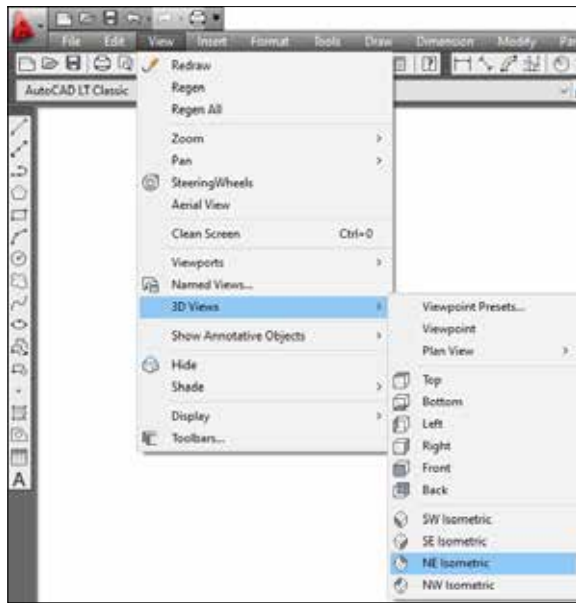 File Edit View Insert Format Tools Draw Dimension Modify
AutoCAD LT Classic
Redraw
Regen
Regen All
Zoom
Pan
SteeringWheels
Aerial View
Clean Screen Ctrl+0
Viewports
Named Views...
3D Views
Show Annotative Objects
Hide
Shade
Display
Toolbars...
Viewpoint Presets...
Viewpoint
Plan View
Top
Bottom
Left
Right
Front
Back
SW Isometric
SE Isometric
NE Isometric
NW Isometric
A